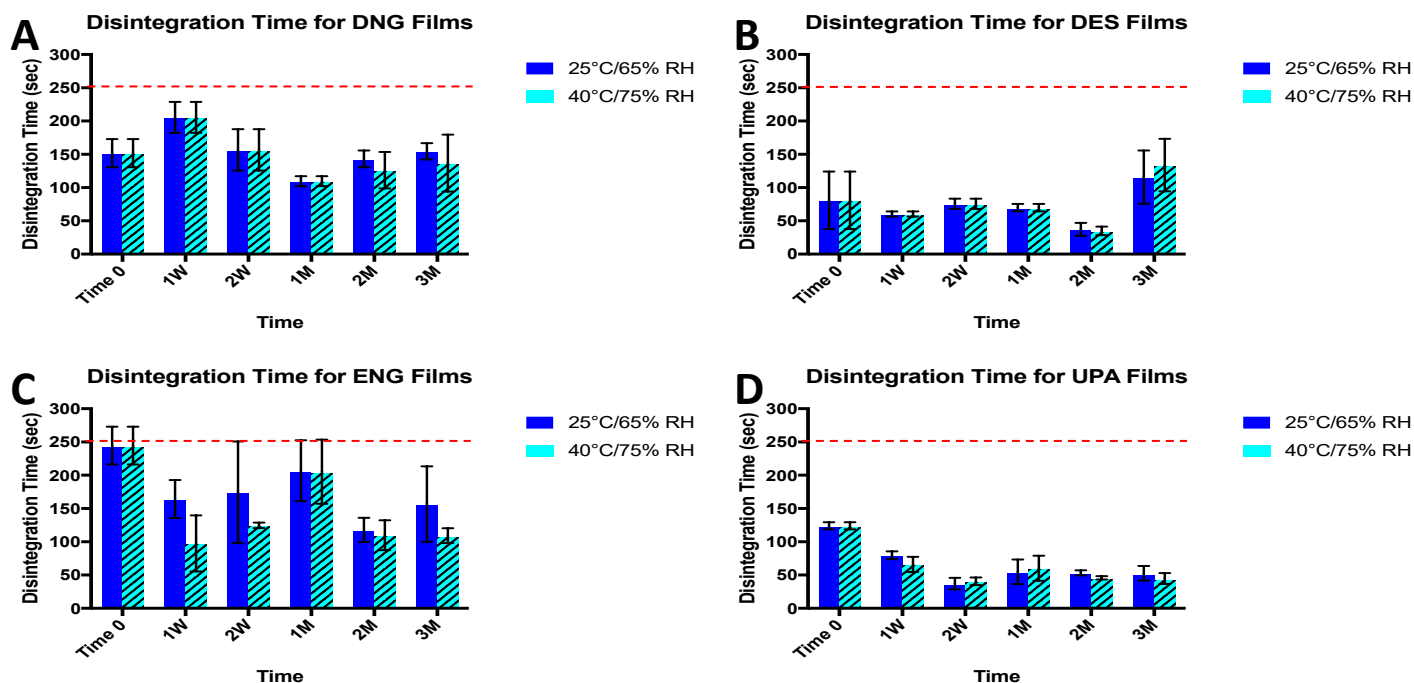 A
Disintegration Time for DNG Films
Disintegration Time (sec)
300
250
200
150
100
50
0
Time 0 1W 2W 1M 2M 3M
Time
25°C/65% RH
40°C/75% RH
B
Disintegration Time for DES Films
Disintegration Time (sec)
300
250
200
150
100
50
0
Time 0 1W 2W 1M 2M 3M
Time
25°C/65% RH
40°C/75% RH
C
Disintegration Time for ENG Films
Disintegration Time (sec)
300
250
200
150
100
50
0
Time 0 1W 2W 1M 2M 3M
Time
25°C/65% RH
40°C/75% RH
D
Disintegration Time for UPA Films
Disintegration Time (sec)
300
250
200
150
100
50
0
Time 0 1W 2W 1M 2M 3M
Time
25°C/65% RH
40°C/75% RH